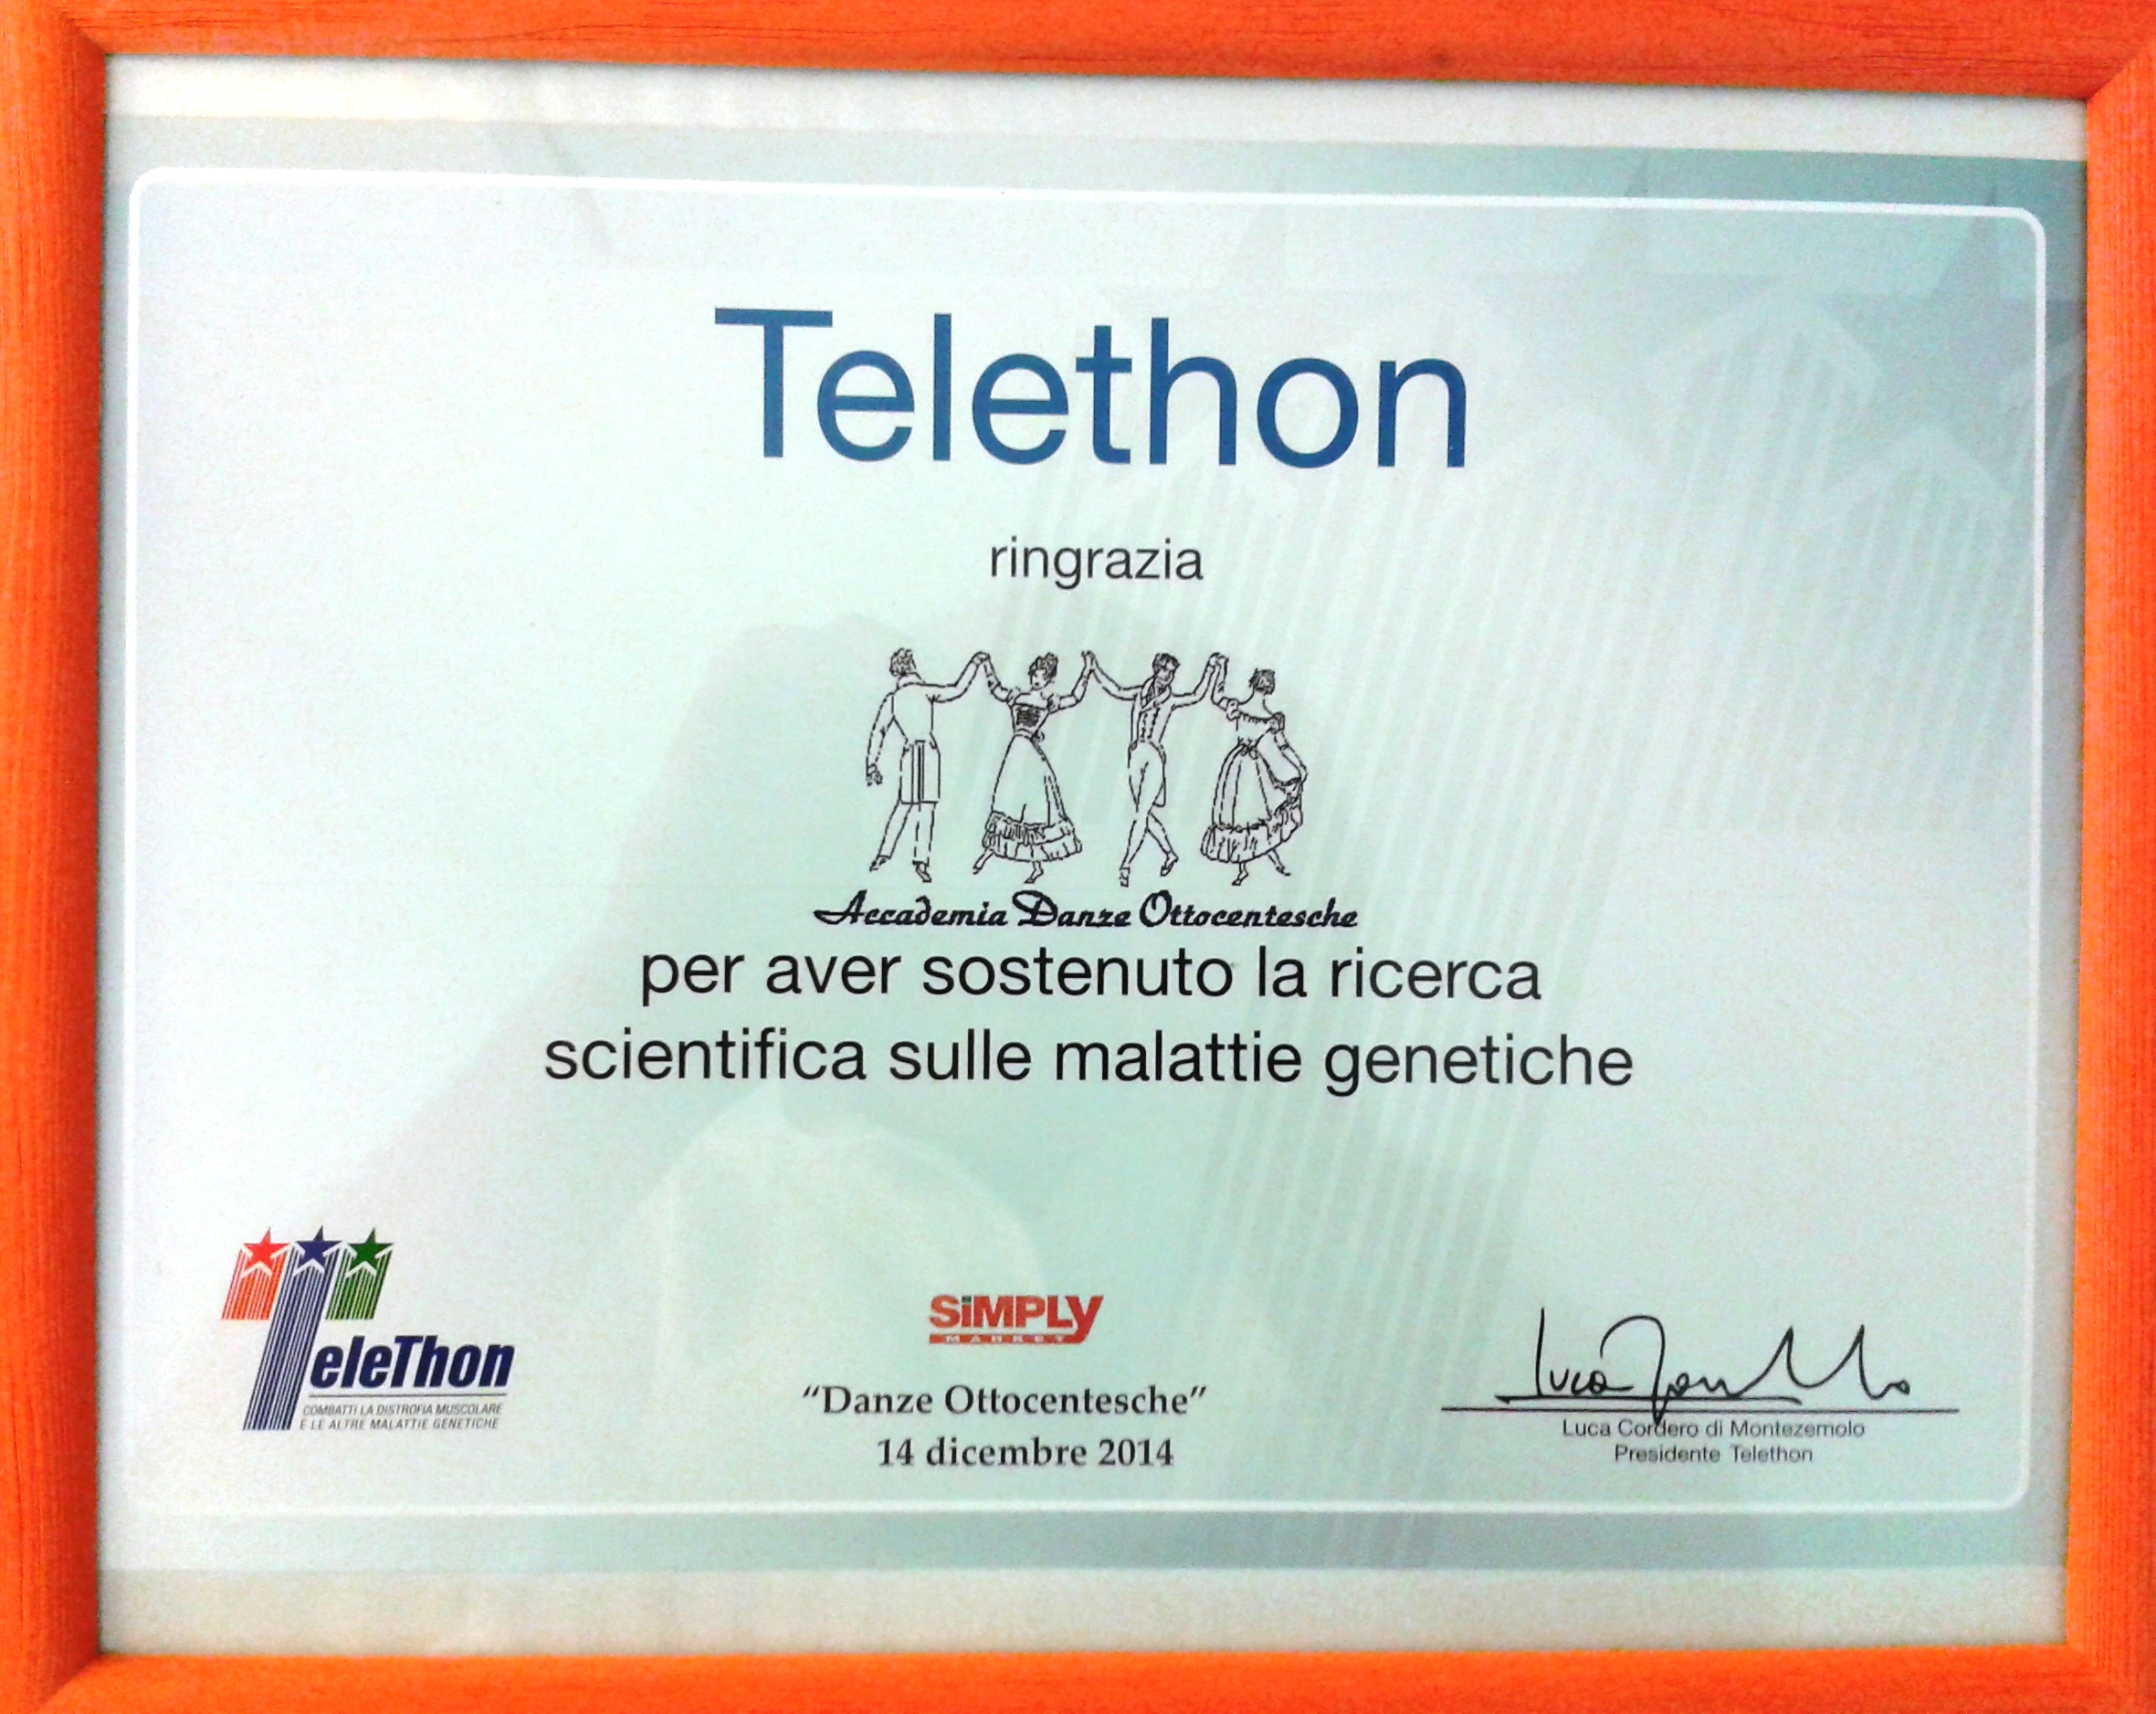 Telethon
ringrazia
Accademia Danze Ottocentesche
per aver sostenuto la ricerca
scientifica sulle malattie genetiche
TeleThon
COMBATTI LA DISTROFIA MUSCOLARE
E LE ALTRE MALATTIE GENETICHE
SiMPLY
MARKET
“Danze Ottocentesche”
14 dicembre 2014
Luca Cordero di Montezemolo
Presidente Telethon